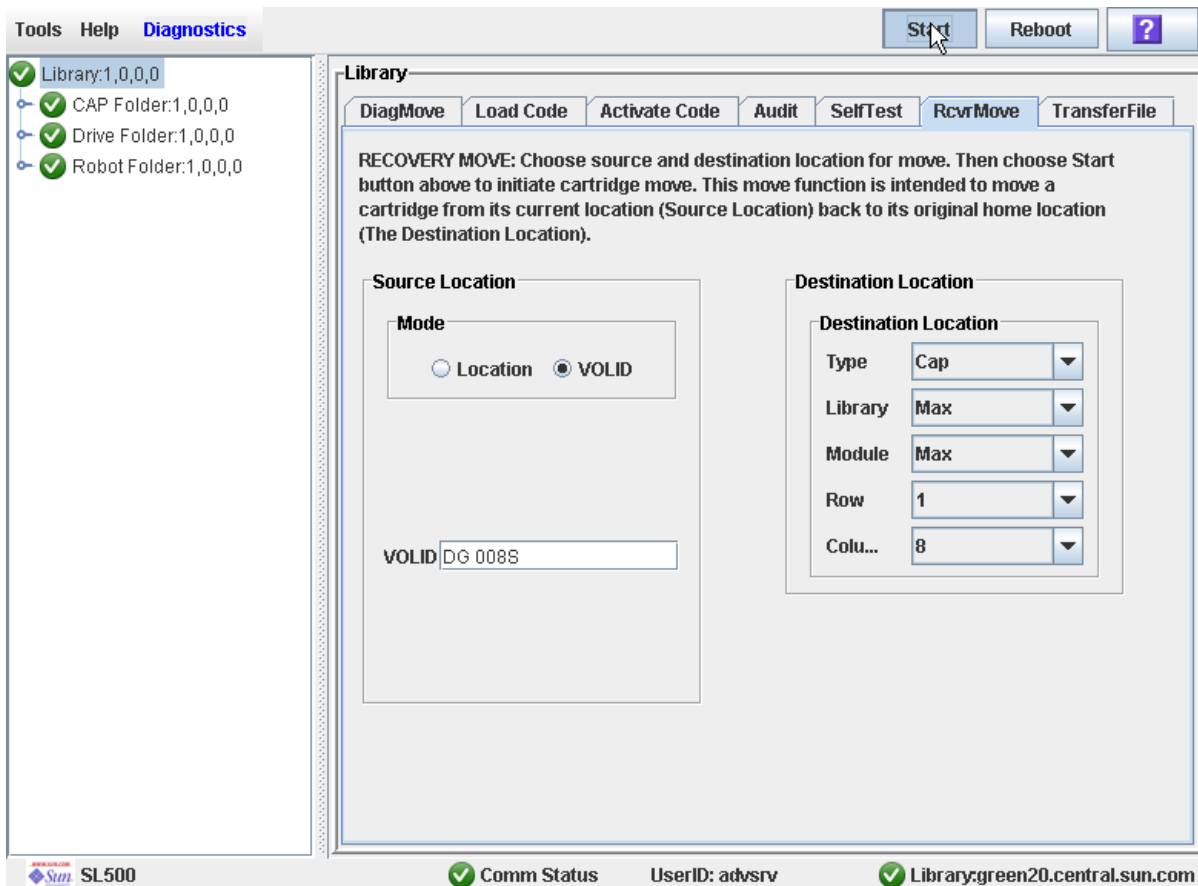 Tools Help Diagnostics
Start Reboot ?
Library:1,0,0,0
CAP Folder:1,0,0,0
Drive Folder:1,0,0,0
Robot Folder:1,0,0,0
Library
DiagMove Load Code Activate Code Audit SelfTest RcvrMove TransferFile
RECOVERY MOVE: Choose source and destination location for move. Then choose Start
button above to initiate cartridge move. This move function is intended to move a
cartridge from its current location (Source Location) back to its original home location
(The Destination Location).
Source Location
Mode
Location VOLID
VOLID DG 008S
Destination Location
Destination Location
Type Cap
Library Max
Module Max
Row 1
Colu... 8
Sun SL500 Comm Status UserID: advsrv Library:green20.central.sun.com